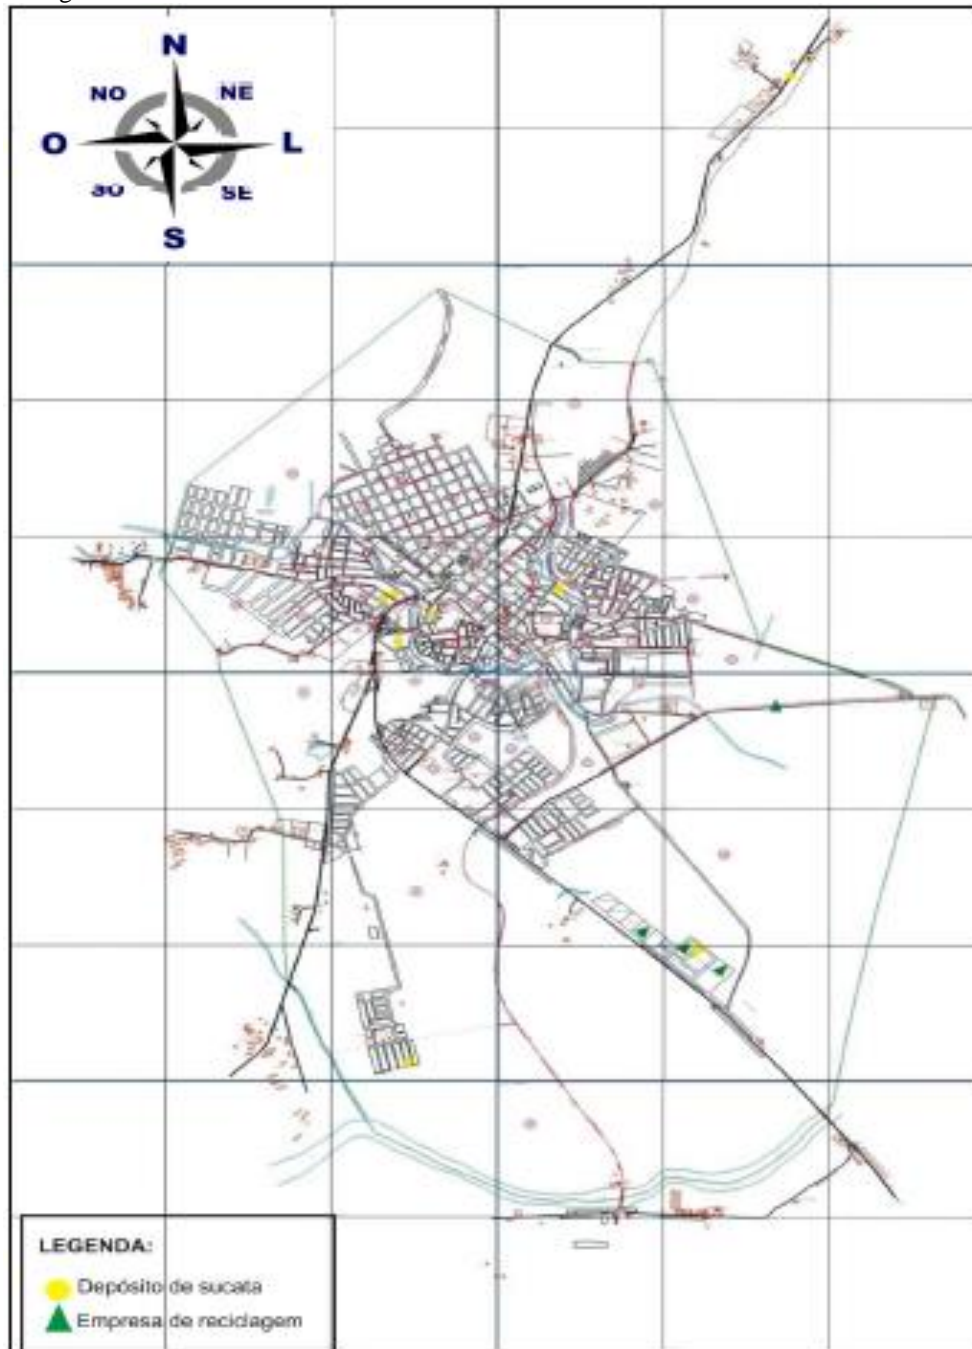 N
NO NE
O L
SO SE
S
LEGENDA:
Depósito de sucata
Empresa de reciclagem